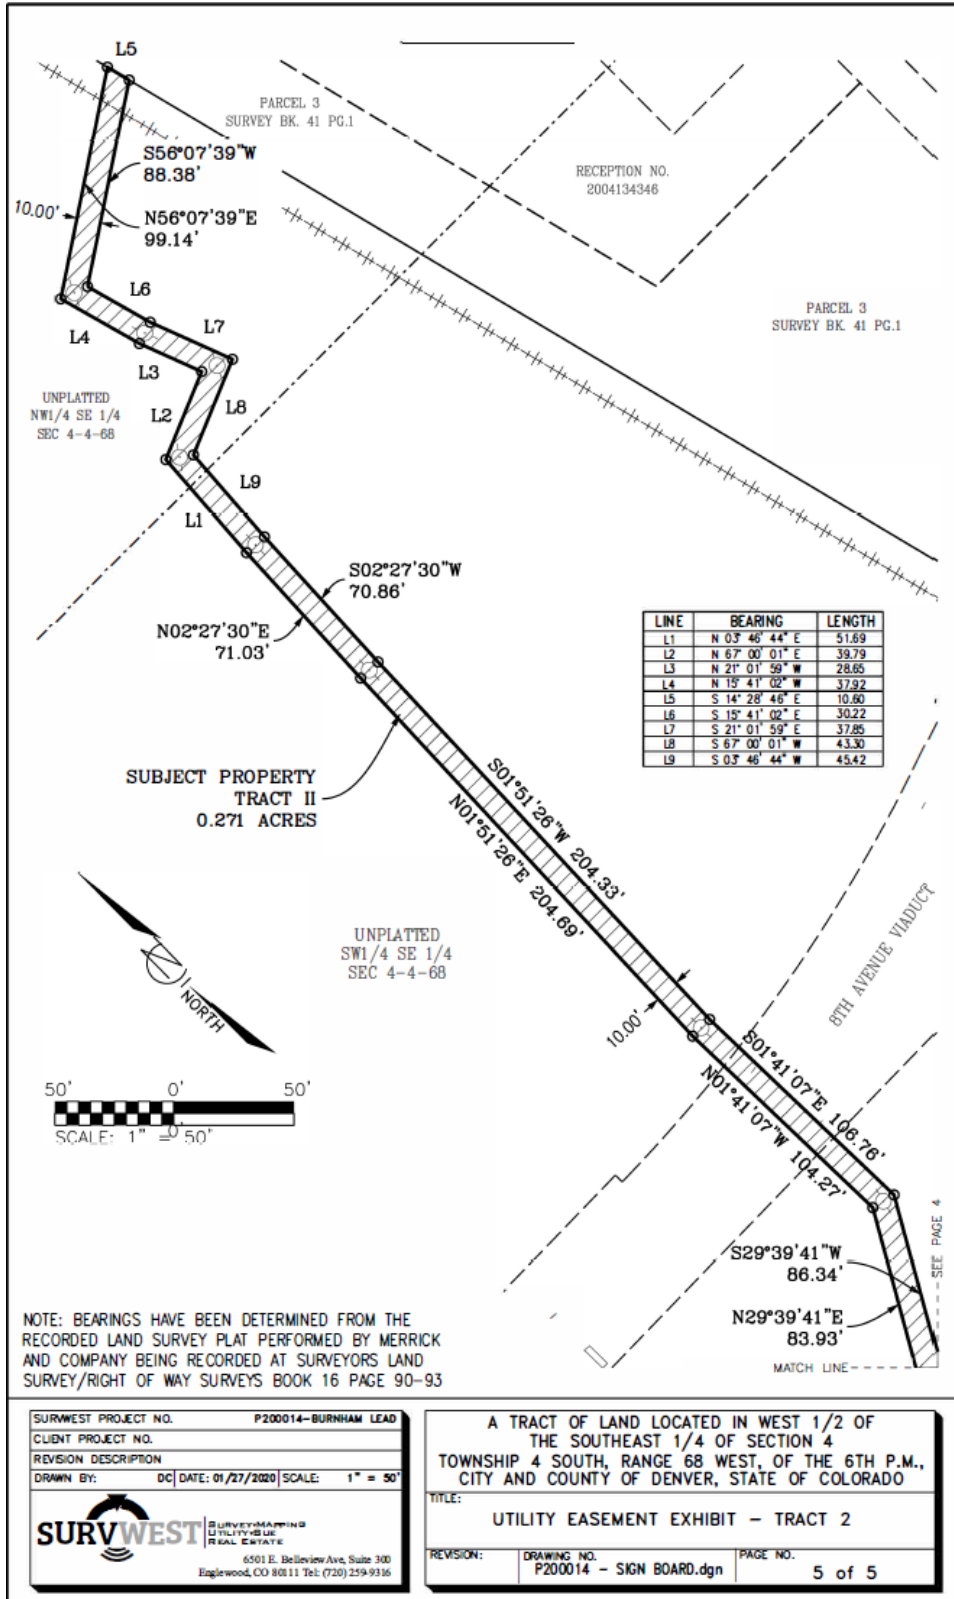 L5
PARCEL 3
SURVEY BK. 41 PG.1
S56°07'39"W
88.38'
RECEPTION NO.
2004134346
10.00'
N56°07'39"E
99.14'
L6
PARCEL 3
SURVEY BK. 41 PG.1
L4
L7
L3
UNPLATTED
NW1/4 SE 1/4
SEC 4-4-68
L2
L8
L9
L1
S02°27'30"W
70.86'
N02°27'30"E
71.03'
LINE BEARING LENGTH
L1 N 03° 46' 44" E 51.69
L2 N 67° 00' 01" E 39.79
L3 N 21° 01' 59" W 28.65
L4 N 15° 41' 02" W 37.92
L5 S 14° 28' 46" E 10.60
L6 S 15° 41' 02" E 30.22
L7 S 21° 01' 59" E 37.85
L8 S 67° 00' 01" W 43.30
L9 S 03° 46' 44" W 45.42
SUBJECT PROPERTY
TRACT II
0.271 ACRES
S01°51'26"W 204.33'
N01°51'26"E 204.69'
UNPLATTED
SW1/4 SE 1/4
SEC 4-4-68
8TH AVENUE VIADUCT
NORTH
10.00'
S01°41'07"E 106.76'
N01°41'07"W 104.27'
50' 0' 50'
SCALE: 1" = 50'
0
SEE PAGE 4
S29°39'41"W
86.34'
N29°39'41"E
83.93'
MATCH LINE
NOTE: BEARINGS HAVE BEEN DETERMINED FROM THE
RECORDED LAND SURVEY PLAT PERFORMED BY MERRICK
AND COMPANY BEING RECORDED AT SURVEYORS LAND
SURVEY/RIGHT OF WAY SURVEYS BOOK 16 PAGE 90-93
SURVWEST PROJECT NO. P200014-BURNHAM LEAD
CLIENT PROJECT NO.
REVISION DESCRIPTION
DRAWN BY: DC DATE: 01/27/2020 SCALE: 1" = 50'
SURVWEST
SURVEY•MAPPING
UTILITY•SUE
REAL ESTATE
6501 E. Belleview Ave, Suite 300
Englewood, CO 80111 Tel: (720) 259-9316
A TRACT OF LAND LOCATED IN WEST 1/2 OF
THE SOUTHEAST 1/4 OF SECTION 4
TOWNSHIP 4 SOUTH, RANGE 68 WEST, OF THE 6TH P.M.,
CITY AND COUNTY OF DENVER, STATE OF COLORADO
TITLE:
UTILITY EASEMENT EXHIBIT - TRACT 2
REVISION:
DRAWING NO.
P200014 - SIGN BOARD.dgn
PAGE NO.
5 of 5